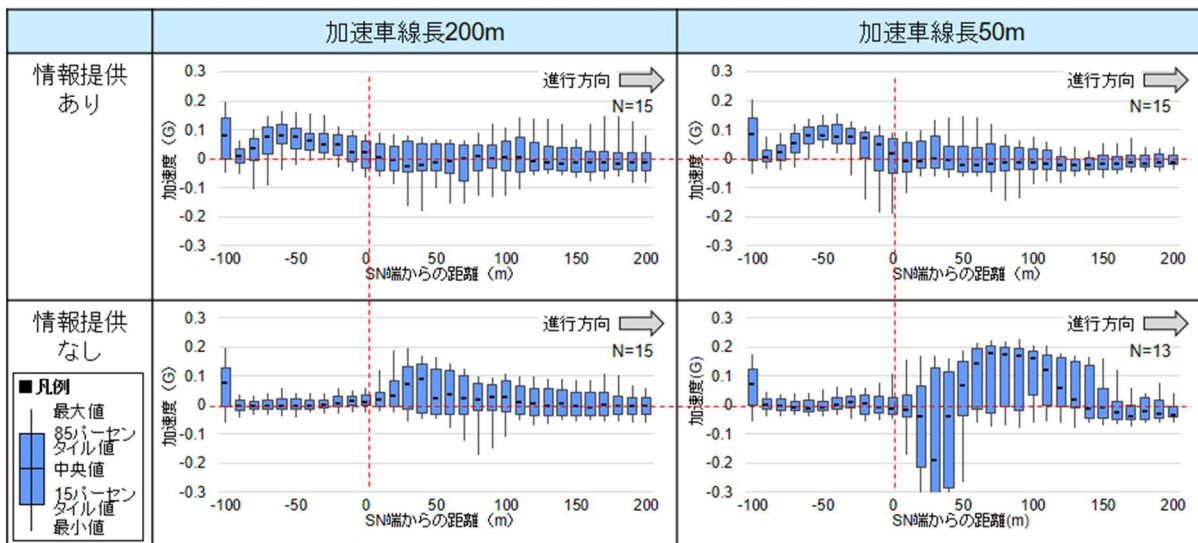 加速車線長200m
加速車線長50m
情報提供
あり
進行方向
N=15
加速度(G)
0.3
0.2
0.1
0
-0.1
-0.2
-0.3
-100
-50
0
50
100
150
200
SN端からの距離(m)
進行方向
N=15
加速度(G)
0.3
0.2
0.1
0
-0.1
-0.2
-0.3
-100
-50
0
50
100
150
200
SN端からの距離(m)
情報提供
なし
■凡例
最大値
85パーセン
タイル値
中央値
15パーセン
タイル値
最小値
進行方向
N=15
加速度(G)
0.3
0.2
0.1
0
-0.1
-0.2
-0.3
-100
-50
0
50
100
150
200
SN端からの距離(m)
進行方向
N=13
加速度(G)
0.3
0.2
0.1
0
-0.1
-0.2
-0.3
-100
-50
0
50
100
150
200
SN端からの距離(m)